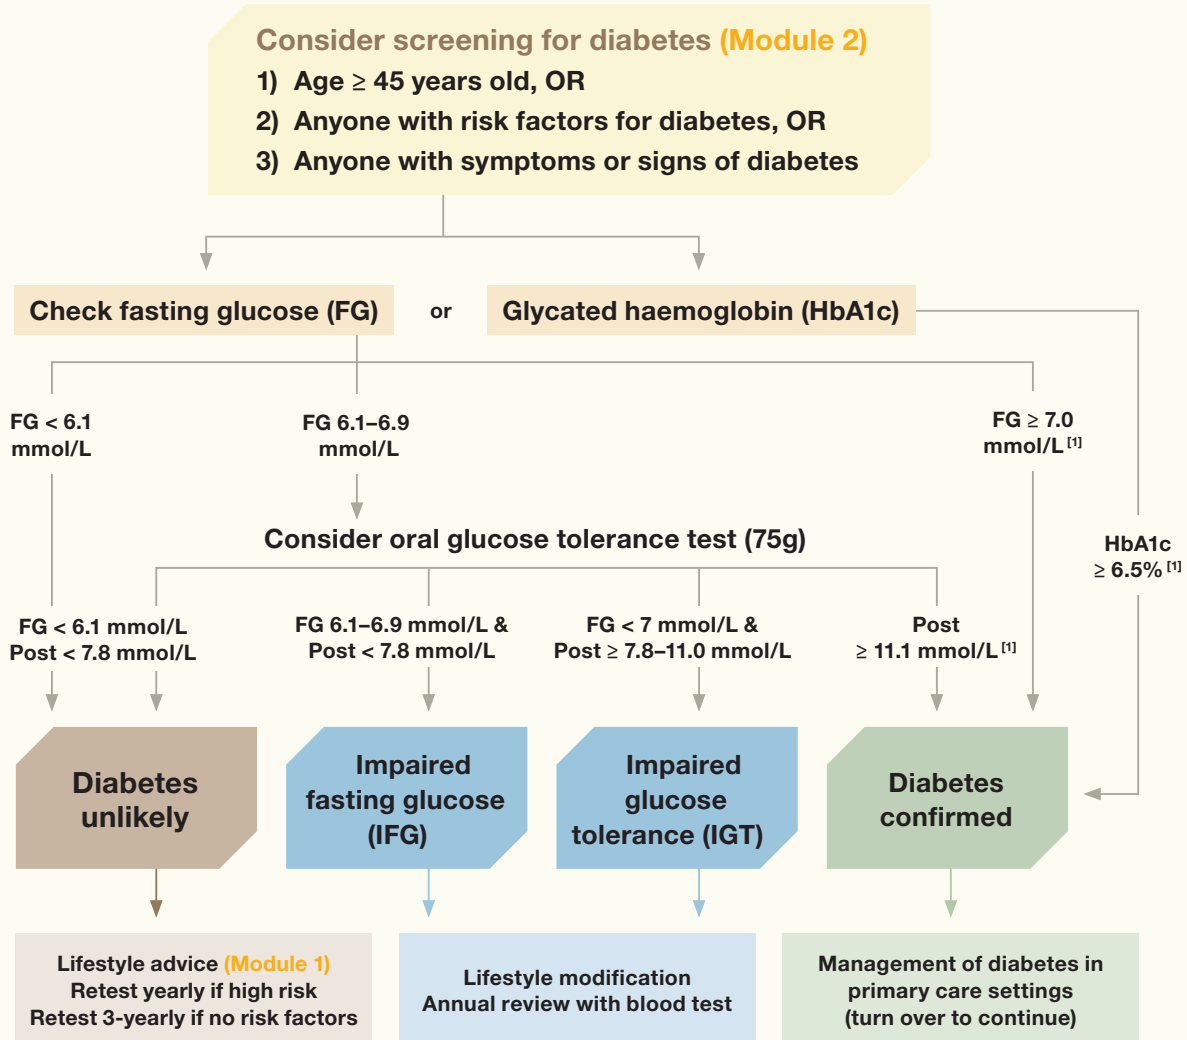 Consider screening for diabetes (Module 2)
1) Age ≥ 45 years old, OR
2) Anyone with risk factors for diabetes, OR
3) Anyone with symptoms or signs of diabetes
Check fasting glucose (FG)
or
Glycated haemoglobin (HbA1c)
FG < 6.1
mmol/L
FG 6.1–6.9
mmol/L
FG ≥ 7.0
mmol/L [1]
HbA1c
≥ 6.5% [1]
Consider oral glucose tolerance test (75g)
FG < 6.1 mmol/L
Post < 7.8 mmol/L
FG 6.1–6.9 mmol/L &
Post < 7.8 mmol/L
FG < 7 mmol/L &
Post ≥ 7.8–11.0 mmol/L
Post
≥ 11.1 mmol/L [1]
Diabetes
unlikely
Impaired
fasting glucose
(IFG)
Impaired
glucose
tolerance (IGT)
Diabetes
confirmed
Lifestyle advice (Module 1)
Retest yearly if high risk
Retest 3-yearly if no risk factors
Lifestyle modification
Annual review with blood test
Management of diabetes in
primary care settings
(turn over to continue)